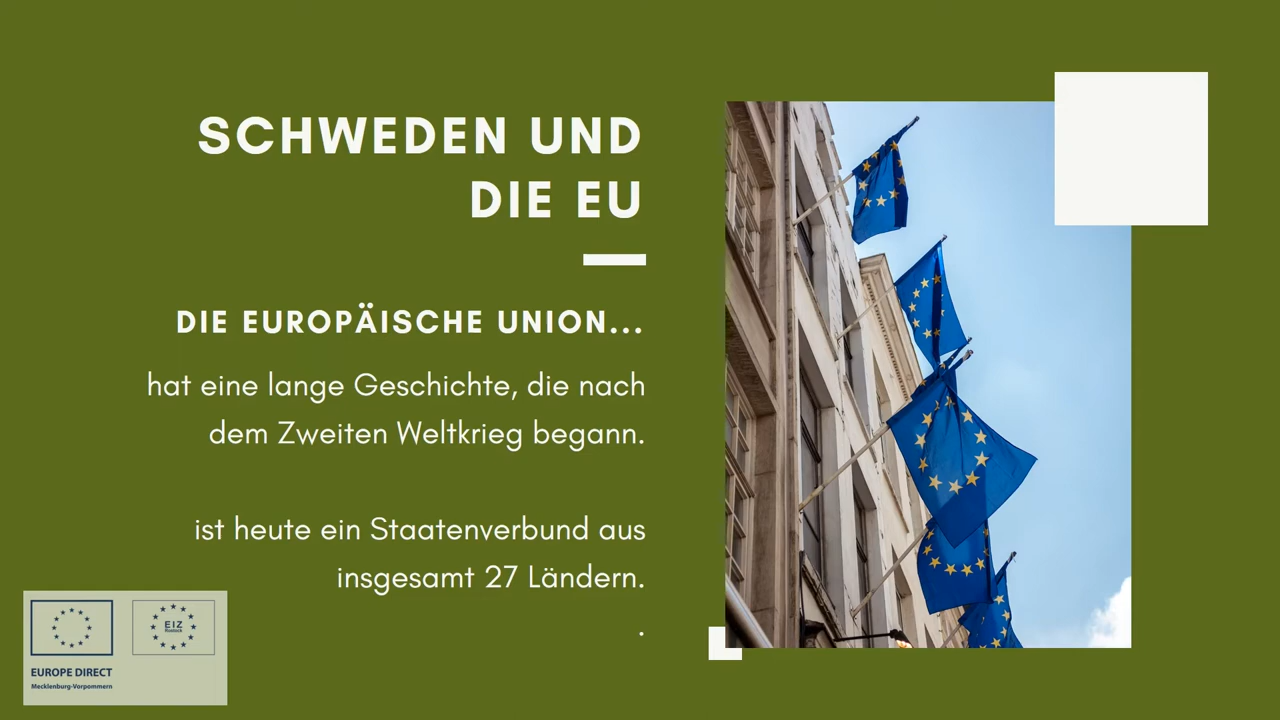 SCHWEDEN UND
DIE EU
DIE EUROPÄISCHE UNION...
hat eine lange Geschichte, die nach
dem Zweiten Weltkrieg begann.
ist heute ein Staatenverbund aus
insgesamt 27 Ländern.
.
EIZ
Rostock
EUROPE DIRECT
Mecklenburg-Vorpommern